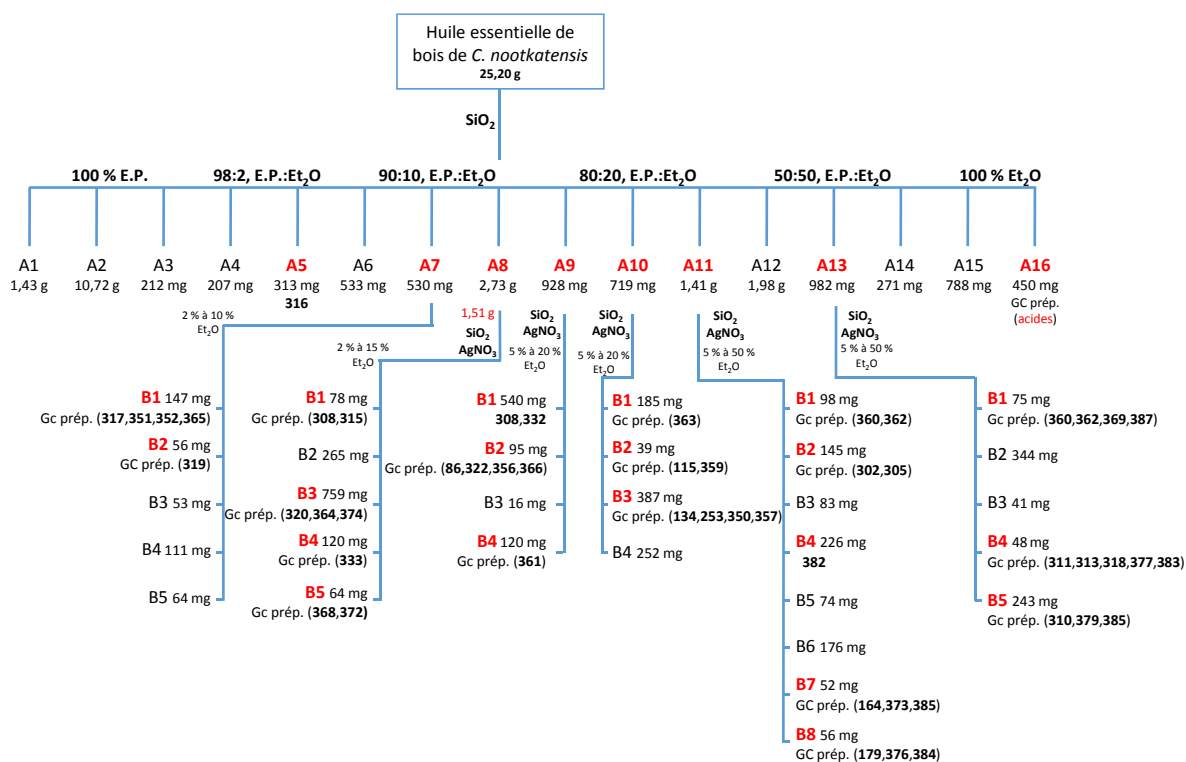 Huile essentielle de
bois de C. nootkatensis
25,20 g
SiO₂
100 % E.P.
98:2, E.P.:Et₂O
90:10, E.P.:Et₂O
80:20, E.P.:Et₂O
50:50, E.P.:Et₂O
100 % Et₂O
A1
1,43 g
A2
10,72 g
A3
212 mg
A4
207 mg
A5
313 mg
316
A6
533 mg
A7
530 mg
A8
2,73 g
A9
928 mg
A10
719 mg
A11
1,41 g
A12
1,98 g
A13
982 mg
A14
271 mg
A15
788 mg
A16
450 mg
GC prép.
(acides)
2 % à 10 %
Et₂O
B1 147 mg
Gc prép. (317,351,352,365)
B2 56 mg
GC prép. (319)
B3 53 mg
B4 111 mg
B5 64 mg
1,51 g
SiO₂
AgNO₃
2 % à 15 %
Et₂O
B1 78 mg
Gc prép. (308,315)
B2 265 mg
B3 759 mg
Gc prép. (320,364,374)
B4 120 mg
Gc prép. (333)
B5 64 mg
GC prép. (368,372)
SiO₂
AgNO₃
5 % à 20 %
Et₂O
B1 540 mg
308,332
B2 95 mg
Gc prép. (86,322,356,366)
B3 16 mg
B4 120 mg
Gc prép. (361)
SiO₂
AgNO₃
5 % à 20 %
Et₂O
B1 185 mg
GC prép. (363)
B2 39 mg
Gc prép. (115,359)
B3 387 mg
Gc prép. (134,253,350,357)
B4 252 mg
SiO₂
AgNO₃
5 % à 50 %
Et₂O
B1 98 mg
Gc prép. (360,362)
B2 145 mg
GC prép. (302,305)
B3 83 mg
B4 226 mg
382
B5 74 mg
B6 176 mg
B7 52 mg
GC prép. (164,373,385)
B8 56 mg
GC prép. (179,376,384)
SiO₂
AgNO₃
5 % à 50 %
Et₂O
B1 75 mg
Gc prép. (360,362,369,387)
B2 344 mg
B3 41 mg
B4 48 mg
Gc prép. (311,313,318,377,383)
B5 243 mg
Gc prép. (310,379,385)